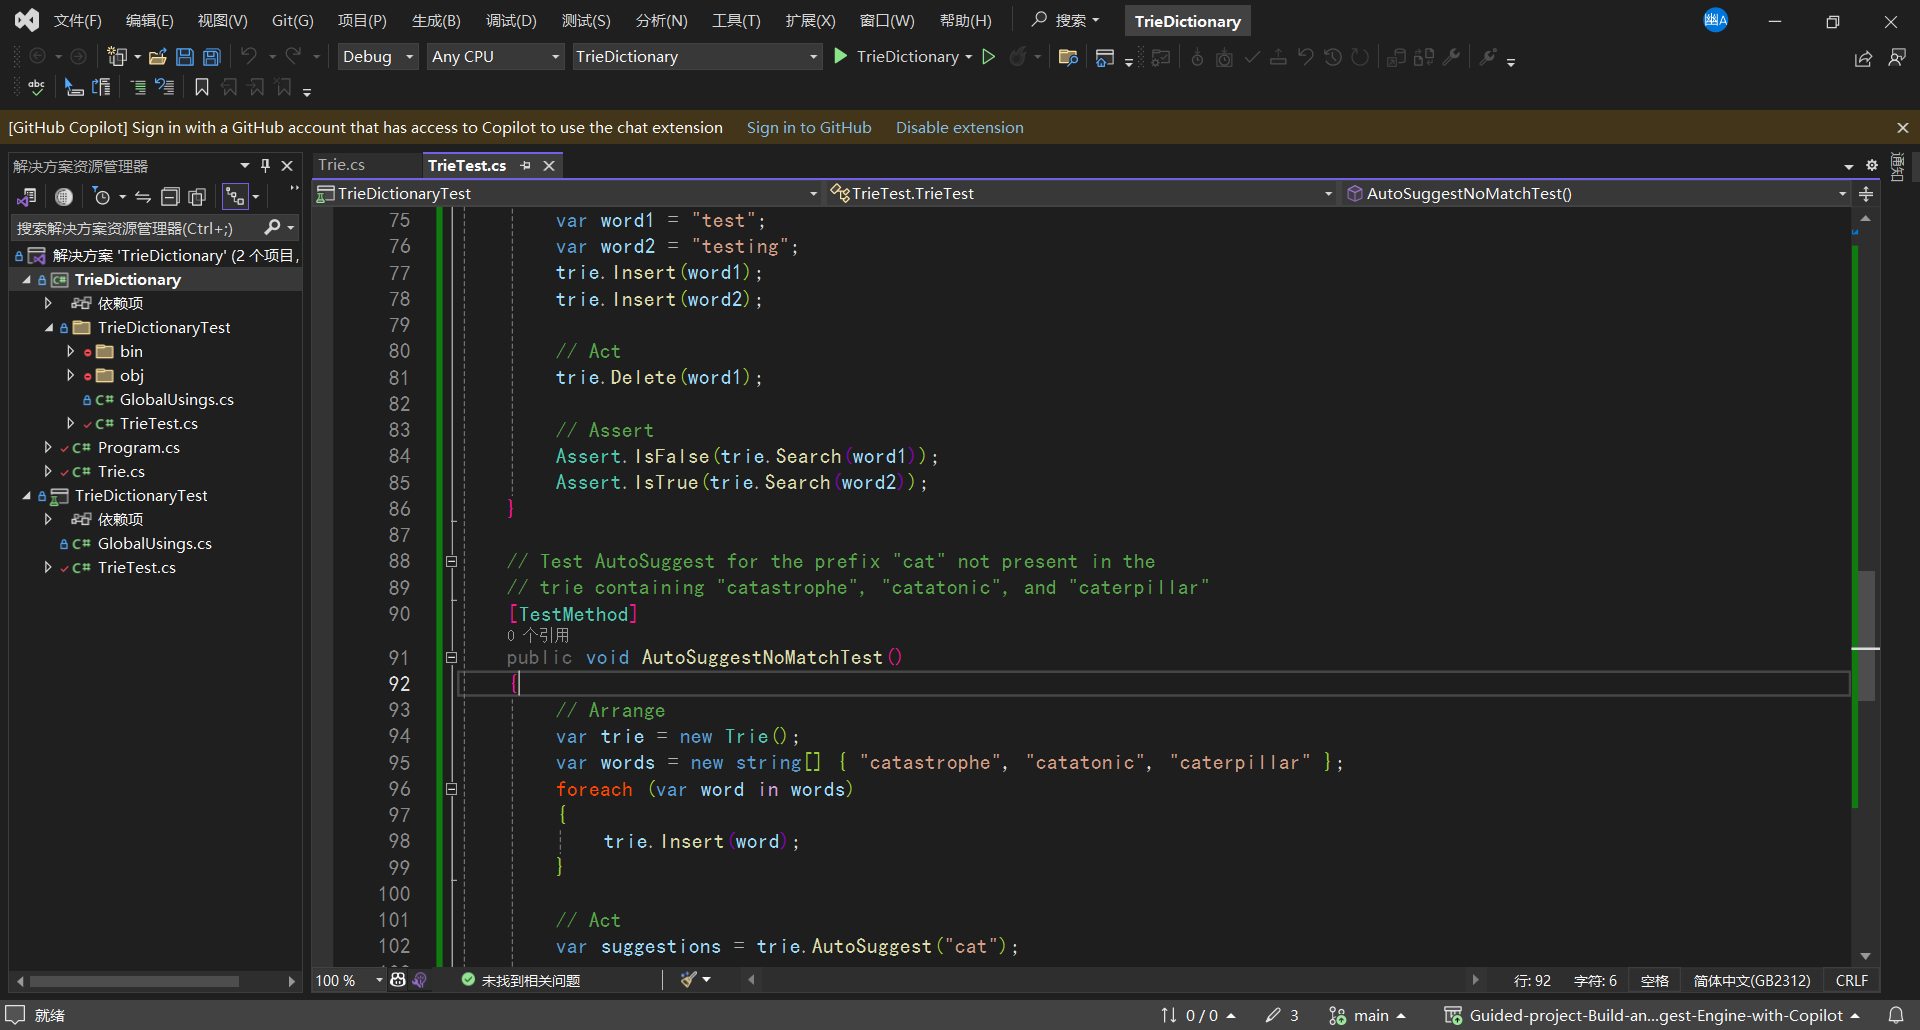 文件(F) 编辑(E) 视图(V) Git(G) 项目(P) 生成(B) 调试(D) 测试(S) 分析(N) 工具(T) 扩展(X) 窗口(W) 帮助(H) 搜索 TrieDictionary 幽A
Debug Any CPU TrieDictionary TrieDictionary
abc
[GitHub Copilot] Sign in with a GitHub account that has access to Copilot to use the chat extension Sign in to GitHub Disable extension
解决方案资源管理器
搜索解决方案资源管理器(Ctrl+;)
解决方案 'TrieDictionary' (2 个项目,
TrieDictionary
依赖项
TrieDictionaryTest
bin
obj
C# GlobalUsings.cs
C# TrieTest.cs
C# Program.cs
C# Trie.cs
TrieDictionaryTest
依赖项
C# GlobalUsings.cs
C# TrieTest.cs
Trie.cs TrieTest.cs
通知
TrieDictionaryTest TrieTest.TrieTest AutoSuggestNoMatchTest()
75 var word1 = "test";
76 var word2 = "testing";
77 trie.Insert(word1);
78 trie.Insert(word2);
79
80 // Act
81 trie.Delete(word1);
82
83 // Assert
84 Assert.IsFalse(trie.Search(word1));
85 Assert.IsTrue(trie.Search(word2));
86 }
87
88 // Test AutoSuggest for the prefix "cat" not present in the
89 // trie containing "catastrophe", "catatonic", and "caterpillar"
90 [TestMethod]
0 个引用
91 public void AutoSuggestNoMatchTest()
92 {
93 // Arrange
94 var trie = new Trie();
95 var words = new string[] { "catastrophe", "catatonic", "caterpillar" };
96 foreach (var word in words)
97 {
98 trie.Insert(word);
99 }
100
101 // Act
102 var suggestions = trie.AutoSuggest("cat");
100 % 未找到相关问题 行: 92 字符: 6 空格 简体中文(GB2312) CRLF
就绪 0 / 0 3 main Guided-project-Build-an...gest-Engine-with-Copilot